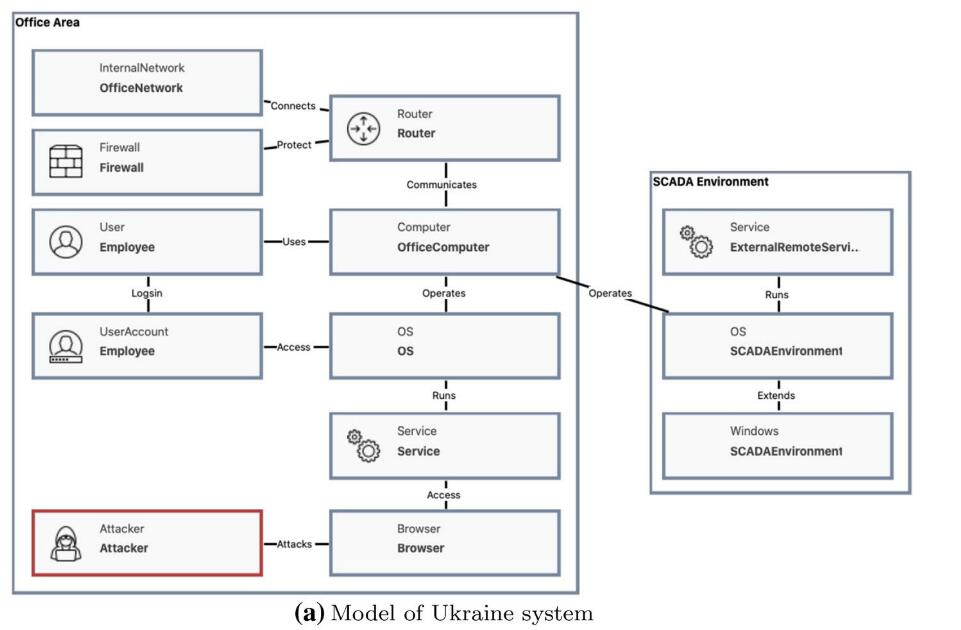 Office Area
InternalNetwork
OfficeNetwork
Connects
Router
Router
Firewall
Firewall
Protect
Communicates
User
Employee
Uses
Computer
OfficeComputer
Logsin
Operates
Operates
UserAccount
Employee
Access
OS
OS
Runs
Service
Service
Access
Attacker
Attacker
Attacks
Browser
Browser
SCADA Environment
Service
ExternalRemoteServi..
Runs
OS
SCADAEnvironment
Extends
Windows
SCADAEnvironment
(a) Model of Ukraine system